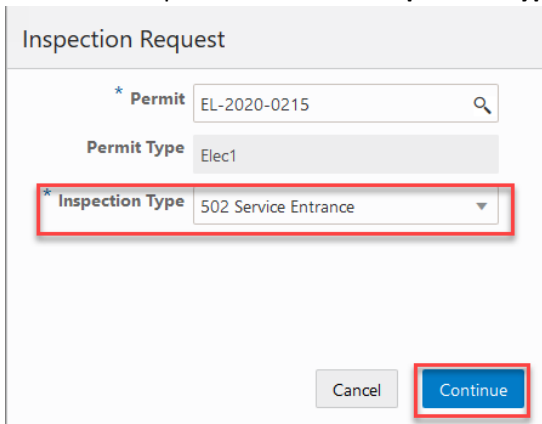 Inspection Request
* Permit EL-2020-0215
Permit Type Elec1
* Inspection Type 502 Service Entrance
Cancel Continue